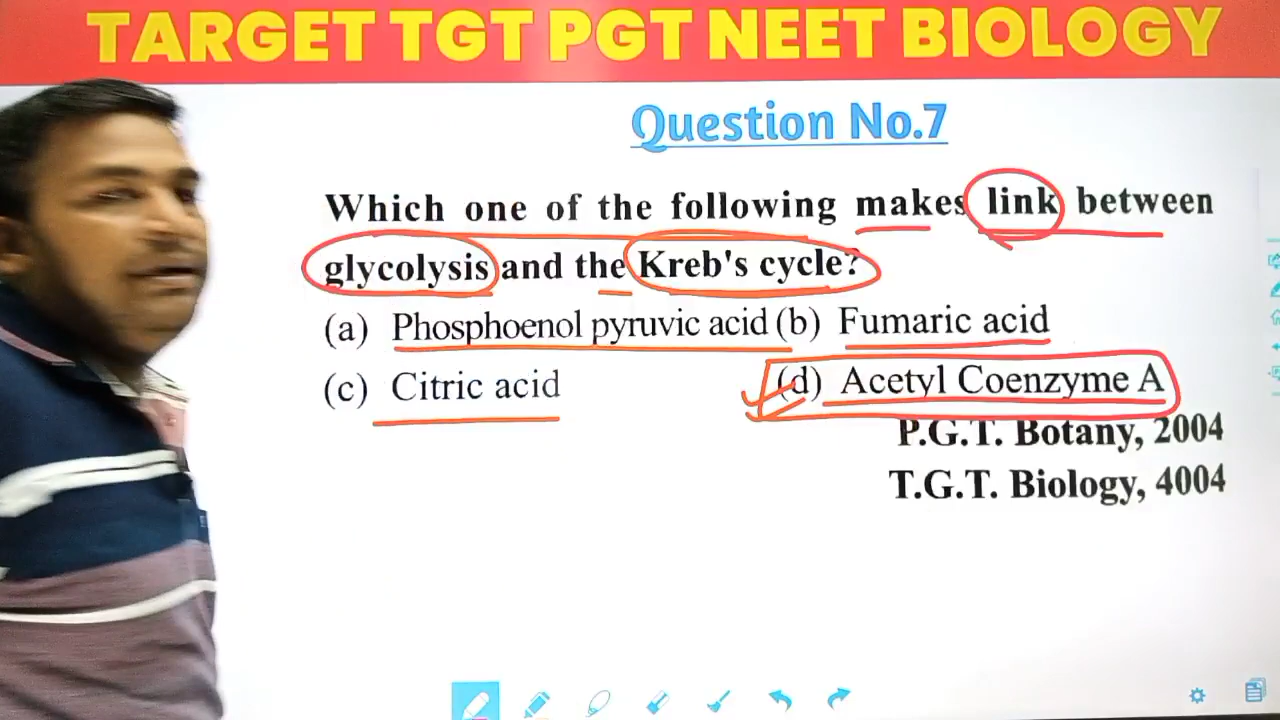 TARGET TGT PGT NEET BIOLOGY
Question No.7
Which one of the following makes link between
glycolysis and the Kreb's cycle?
(a) Phosphoenol pyruvic acid (b) Fumaric acid
(c) Citric acid (d) Acetyl Coenzyme A
P.G.T. Botany, 2004
T.G.T. Biology, 4004